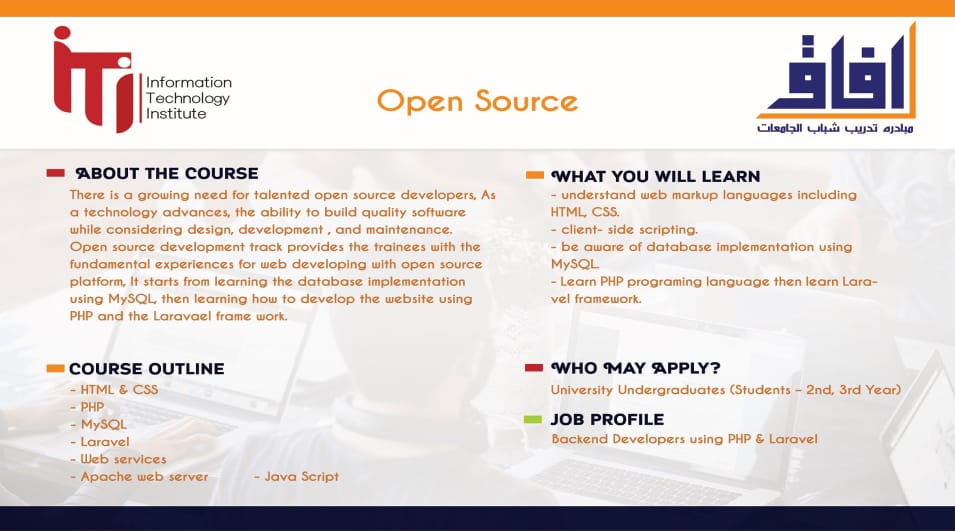 iTi
Information
Technology
Institute
Open Source
افاق
مبادره تدريب شباب الجامعات
ABOUT THE COURSE
There is a growing need for talented open source developers, As
a technology advances, the ability to build quality software
while considering design, development , and maintenance.
Open source development track provides the trainees with the
fundamental experiences for web developing with open source
platform, It starts from learning the database implementation
using MySQL, then learning how to develop the website using
PHP and the Laravael frame work.
WHAT YOU WILL LEARN
- understand web markup languages including
HTML, CSS.
- client- side scripting.
- be aware of database implementation using
MySQL.
- Learn PHP programing language then learn Lara-
vel framework.
COURSE OUTLINE
- HTML & CSS
- PHP
- MySQL
- Laravel
- Web services
- Apache web server - Java Script
WHO MAY APPLY?
University Undergraduates (Students – 2nd, 3rd Year)
JOB PROFILE
Backend Developers using PHP & Laravel